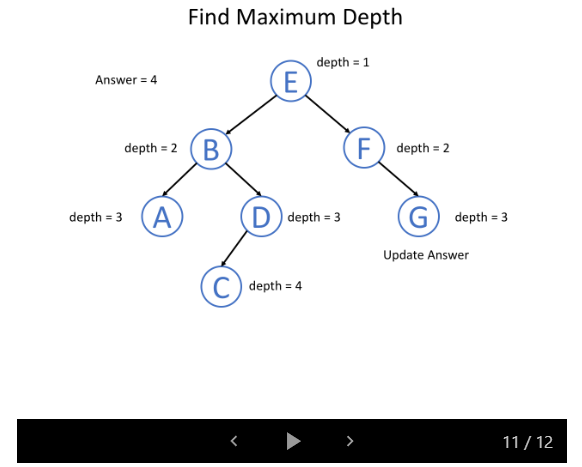 Find Maximum Depth
depth = 1
Answer = 4
E
depth = 2
B
F
depth = 2
depth = 3
A
D
depth = 3
G
depth = 3
Update Answer
C
depth = 4
11 / 12